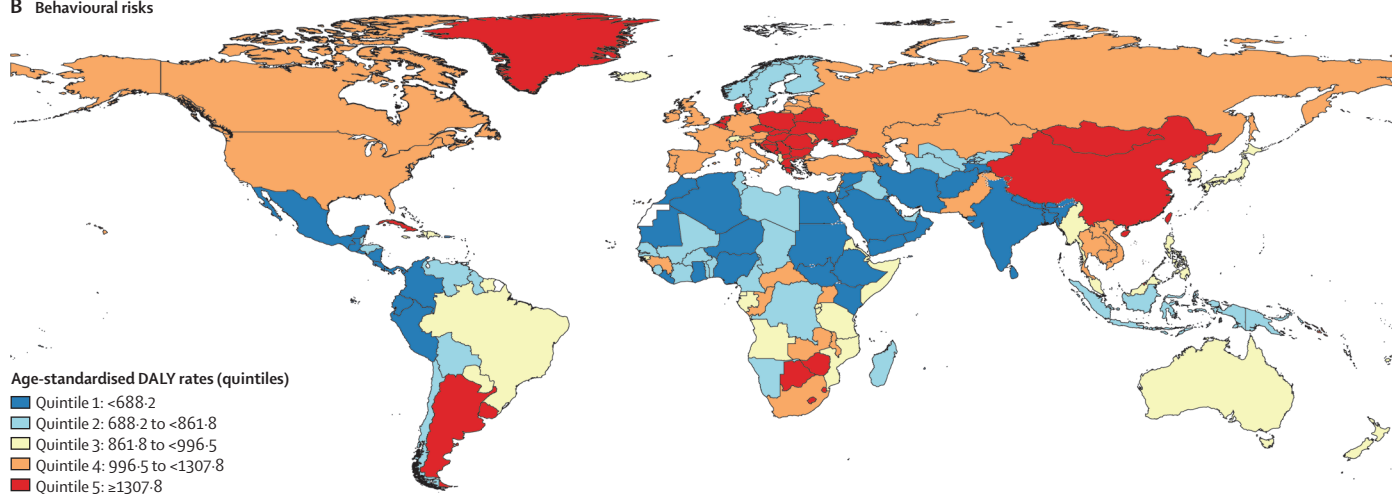 B Behavioural risks
Age-standardised DALY rates (quintiles)
Quintile 1: <688·2
Quintile 2: 688·2 to <861·8
Quintile 3: 861·8 to <996·5
Quintile 4: 996·5 to <1307·8
Quintile 5: ≥1307·8